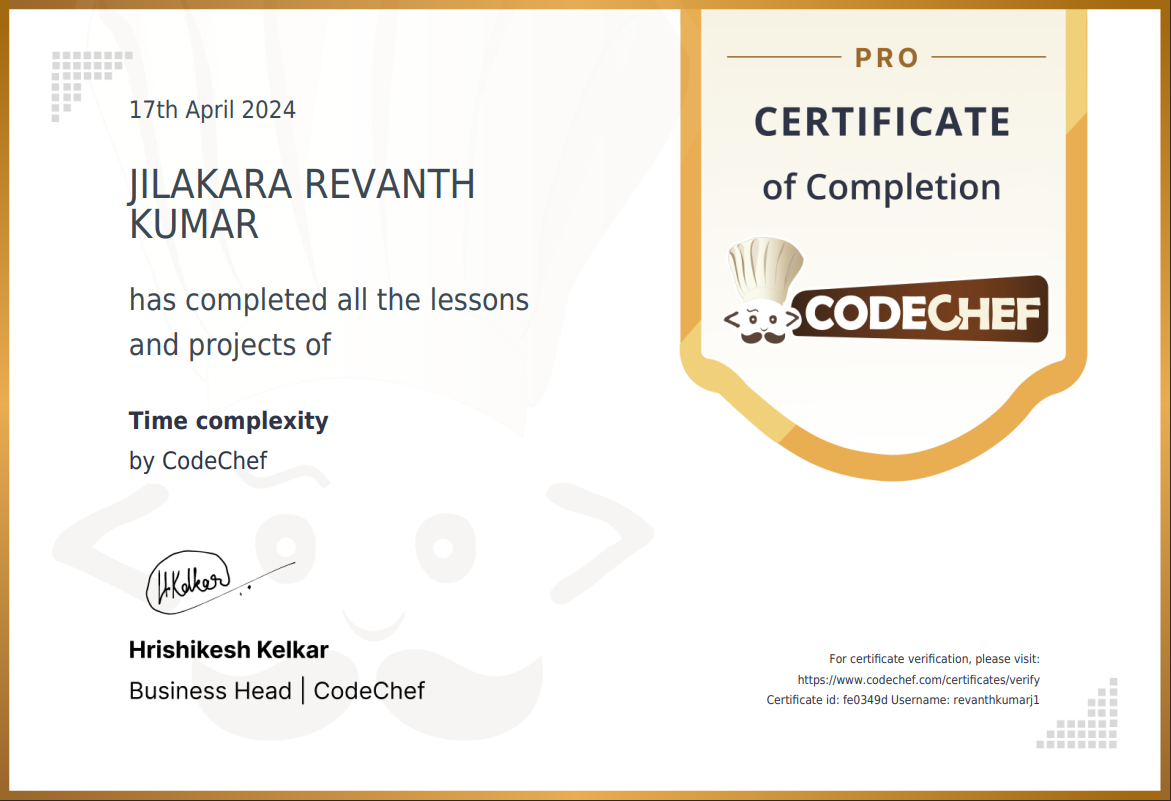 17th April 2024
JILAKARA REVANTH
KUMAR
has completed all the lessons
and projects of
Time complexity
by CodeChef
H.Kelkar
Hrishikesh Kelkar
Business Head | CodeChef
PRO
CERTIFICATE
of Completion
CODECHEF
For certificate verification, please visit:
https://www.codechef.com/certificates/verify
Certificate id: fe0349d Username: revanthkumarj1